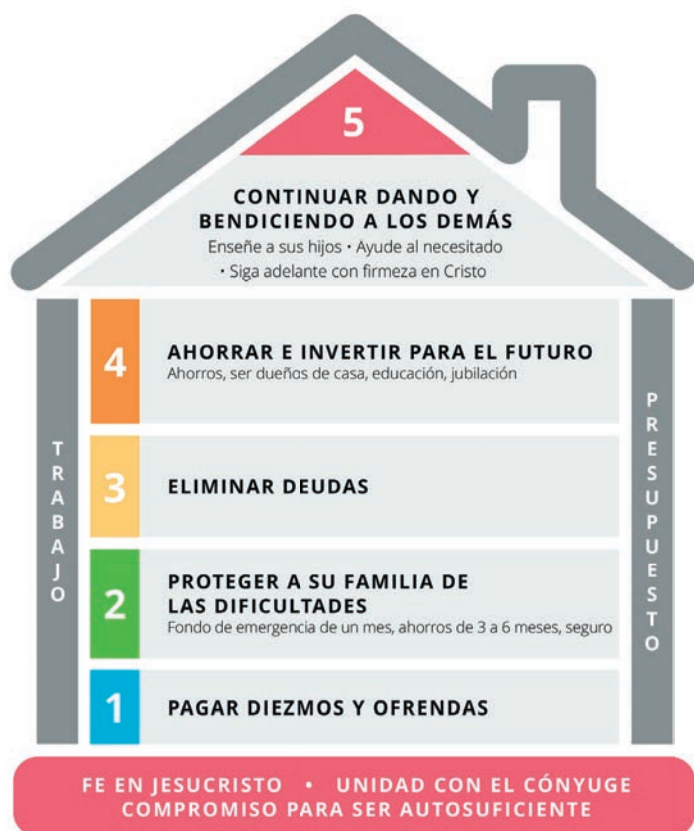 5
CONTINUAR DANDO Y
BENDICIENDO A LOS DEMÁS
Enseñe a sus hijos • Ayude al necesitado
• Siga adelante con firmeza en Cristo
TRABAJO
4
AHORRAR E INVERTIR PARA EL FUTURO
Ahorros, ser dueños de casa, educación, jubilación
3
ELIMINAR DEUDAS
2
PROTEGER A SU FAMILIA DE
LAS DIFICULTADES
Fondo de emergencia de un mes, ahorros de 3 a 6 meses, seguro
1
PAGAR DIEZMOS Y OFRENDAS
PRESUPUESTO
FE EN JESUCRISTO • UNIDAD CON EL CÓNYUGE
COMPROMISO PARA SER AUTOSUFICIENTE